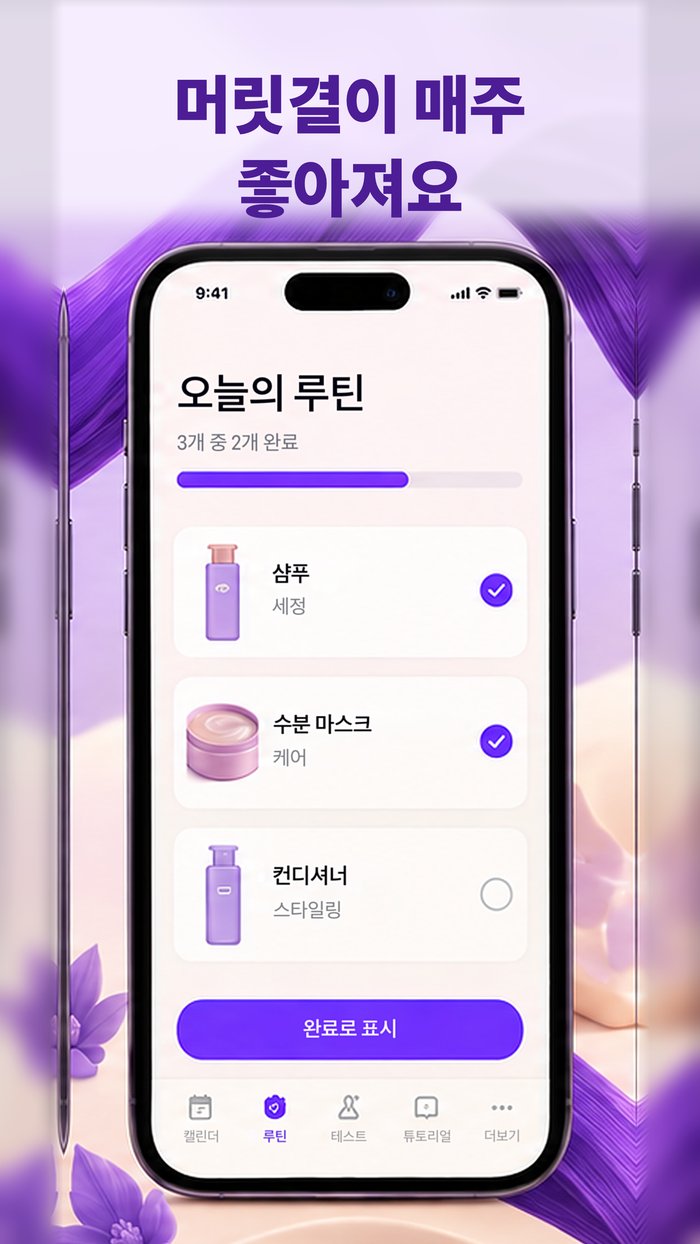 머릿결이 매주
좋아져요
9:41
오늘의 루틴
3개 중 2개 완료
샴푸
세정
수분 마스크
케어
컨디셔너
스타일링
완료로 표시
캘린더
루틴
테스트
튜토리얼
더보기